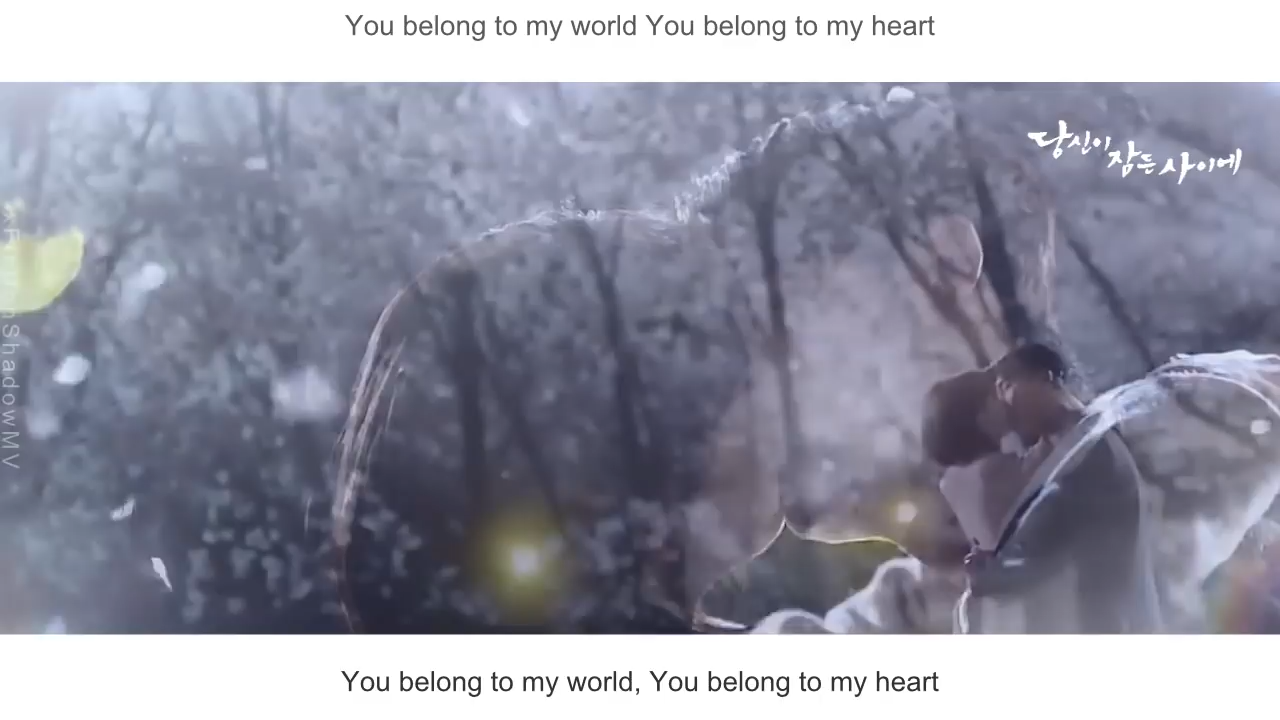 You belong to my world You belong to my heart
당신이
잠든 사이에
ShadowMV
You belong to my world, You belong to my heart